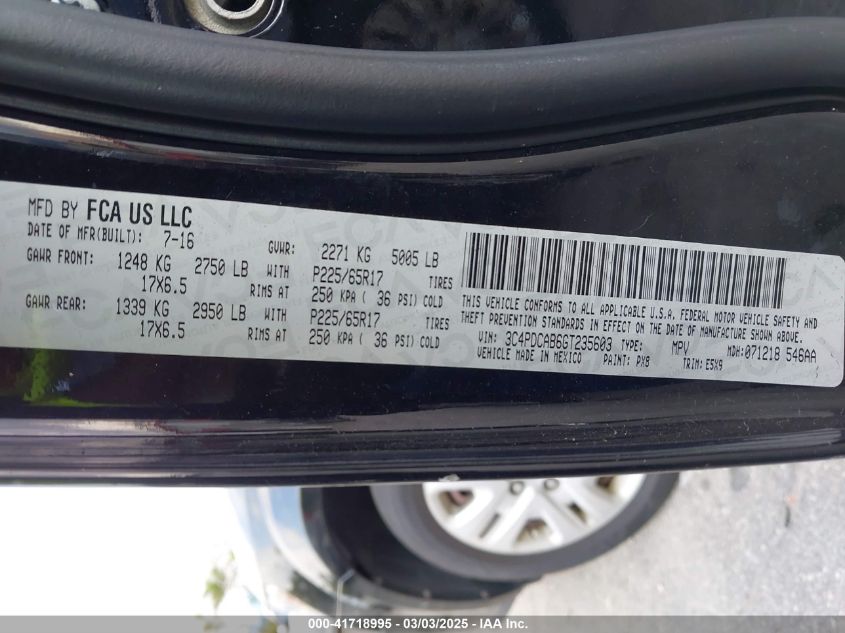 MFD BY FCA US LLC
DATE OF MFR(BUILT): 7-16 GVWR: 2271 KG 5005 LB
GAWR FRONT: 1248 KG 2750 LB WITH P225/65R17 TIRES
17X6.5 RIMS AT 250 KPA ( 36 PSI) COLD
GAWR REAR: 1339 KG 2950 LB WITH P225/65R17 TIRES
17X6.5 RIMS AT 250 KPA ( 36 PSI) COLD
THIS VEHICLE CONFORMS TO ALL APPLICABLE U.S.A. FEDERAL MOTOR VEHICLE SAFETY AND
THEFT PREVENTION STANDARDS IN EFFECT ON THE DATE OF MANUFACTURE SHOWN ABOVE.
VIN: 3C4PDCAB6GT235603 TYPE: MPV MDH: 071218 546AA
VEHICLE MADE IN MEXICO PAINT: PX8 TRIM: E5X9
000-41718995 - 03/03/2025 - IAA Inc.